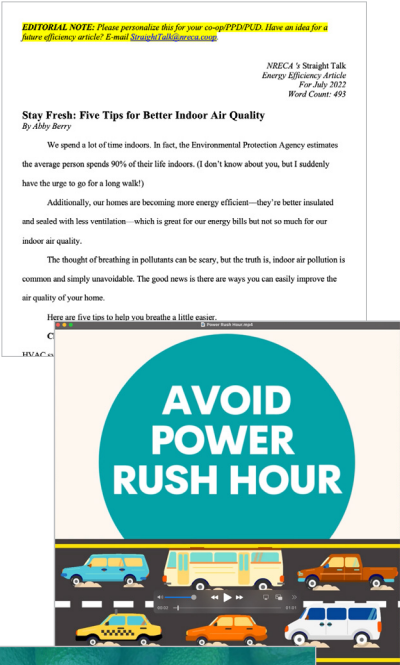 EDITORIAL NOTE: Please personalize this for your co-op/PPD/PUD. Have an idea for a
future efficiency article? E-mail StraightTalk@nreca.coop.
NRECA 's Straight Talk
Energy Efficiency Article
For July 2022
Word Count: 493
Stay Fresh: Five Tips for Better Indoor Air Quality
By Abby Berry
We spend a lot of time indoors. In fact, the Environmental Protection Agency estimates
the average person spends 90% of their life indoors. (I don't know about you, but I suddenly
have the urge to go for a long walk!)
Additionally, our homes are becoming more energy efficient—they're better insulated
and sealed with less ventilation—which is great for our energy bills but not so much for our
indoor air quality.
The thought of breathing in pollutants can be scary, but the truth is, indoor air pollution is
common and simply unavoidable. The good news is there are ways you can easily improve the
air quality of your home.
Here are five tips to help you breathe a little easier.
HVAC
Power Rush Hour.mp4
AVOID
POWER
RUSH HOUR
00:02
01:01